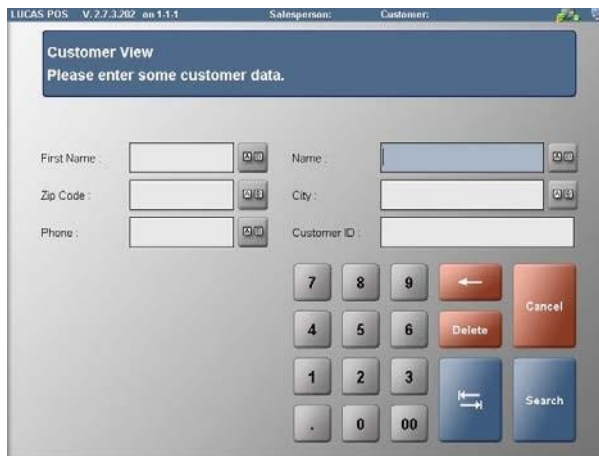 LUCAS POS V. 2.7.3.202 on 1-1-1 Salesperson: Customer:
Customer View
Please enter some customer data.
First Name : Name :
Zip Code : City :
Phone : Customer ID :
7 8 9
Cancel
4 5 6 Delete
1 2 3
Search
. 0 00